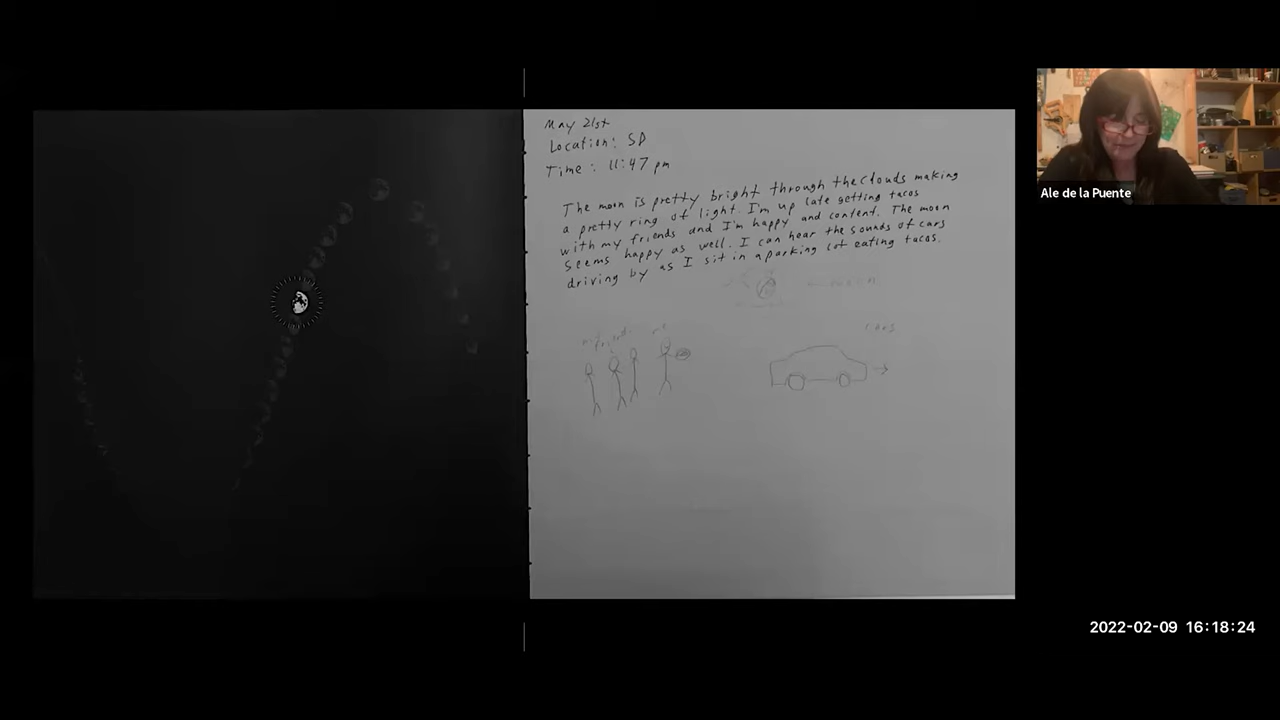 May 21st
Location: SD
Time: 11:47 pm
The moon is pretty bright through the clouds making
a pretty ring of light. I'm up late getting tacos
with my friends and I'm happy and content. The moon
seems happy as well. I can hear the sounds of cars
driving by as I sit in a parking lot eating tacos.
my
friends
me
cars
Ale de la Puente
2022-02-09 16:18:24